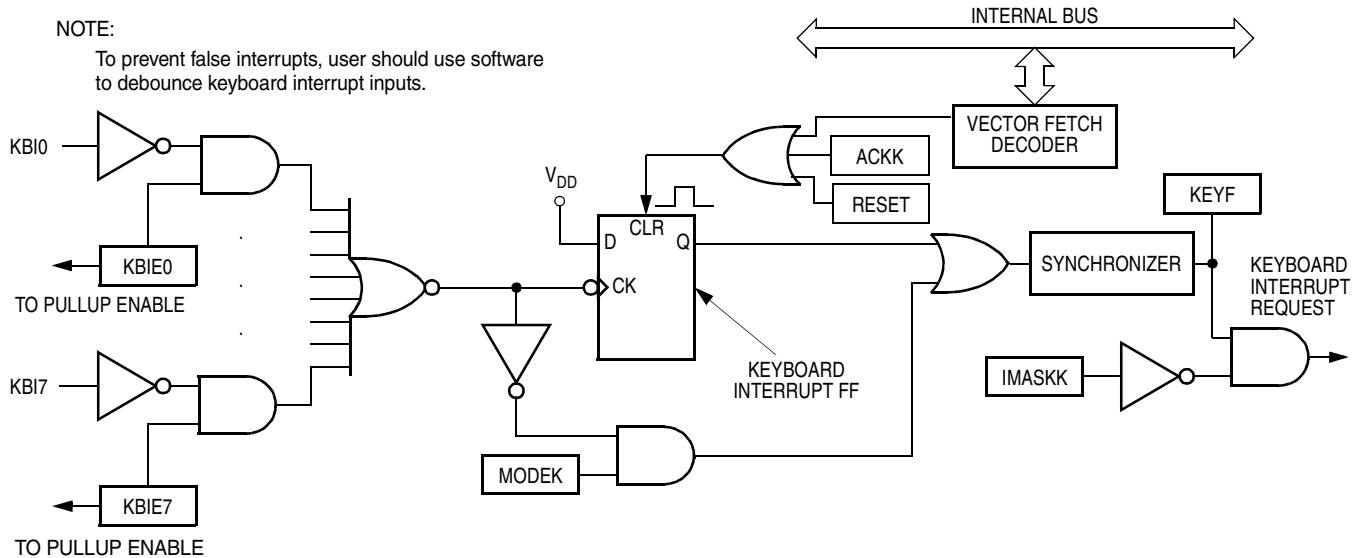 NOTE:
To prevent false interrupts, user should use software
to debounce keyboard interrupt inputs.
INTERNAL BUS
VECTOR FETCH
DECODER
ACKK
RESET
KBI0
KBIE0
TO PULLUP ENABLE
KBI7
KBIE7
TO PULLUP ENABLE
VDD
CLR
D
Q
CK
KEYBOARD
INTERRUPT FF
MODEK
SYNCHRONIZER
KEYF
IMASKK
KEYBOARD
INTERRUPT
REQUEST